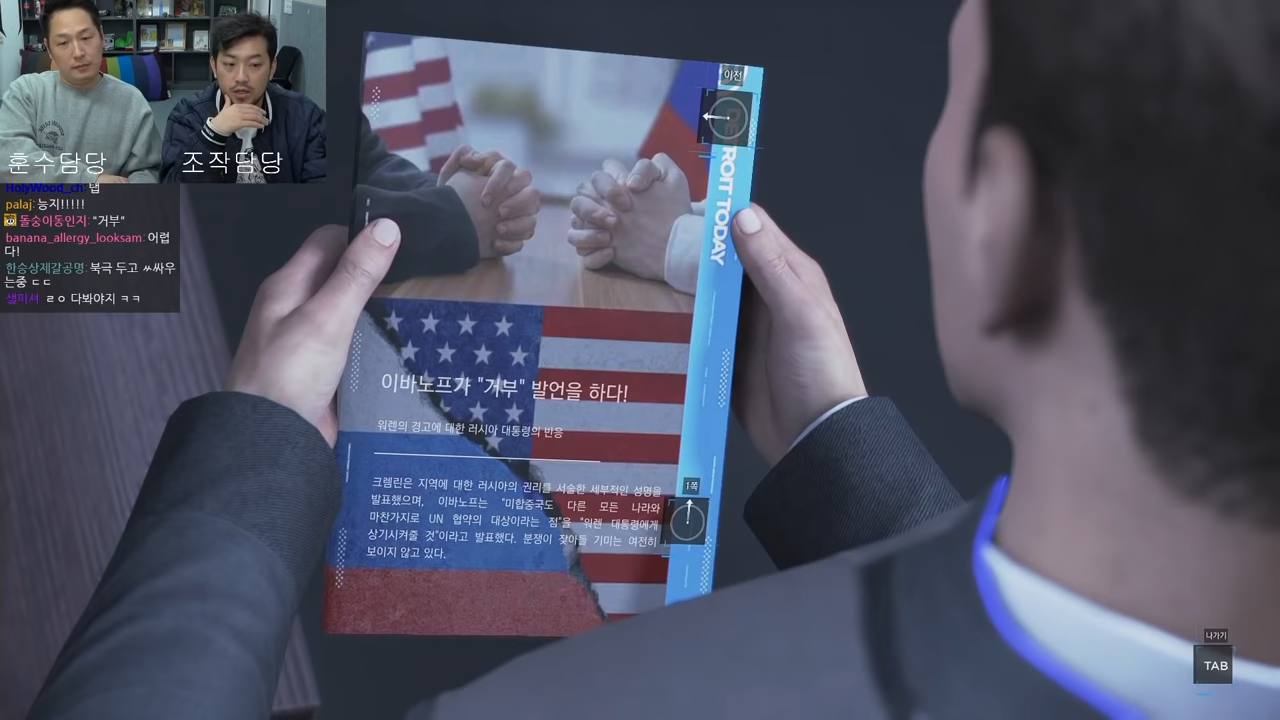 훈수담당
조작담당
HolyWood_ch: 탭
palaj: 능지!!!!!
돌숭이동인지: "거부"
banana_allergy_looksam: 어렵
다!
한승상제갈공명: 북극 두고 ㅆ싸우
는중 ㄷㄷ
샐미셔: ㄹㅇ 다봐야지 ㅋㅋ
이전
ROIT TODAY
이바노프가 "거부" 발언을 하다!
워렌의 경고에 대한 러시아 대통령의 반응
크렘린은 지역에 대한 러시아의 권리를 서술한 세부적인 성명을
발표했으며, 이바노프는 "미합중국도 다른 모든 나라와
마찬가지로 UN 협약의 대상이라는 점"을 "워렌 대통령에게
상기시켜줄 것"이라고 발표했다. 분쟁이 잦아들 기미는 여전히
보이지 않고 있다.
1쪽
나가기
TAB